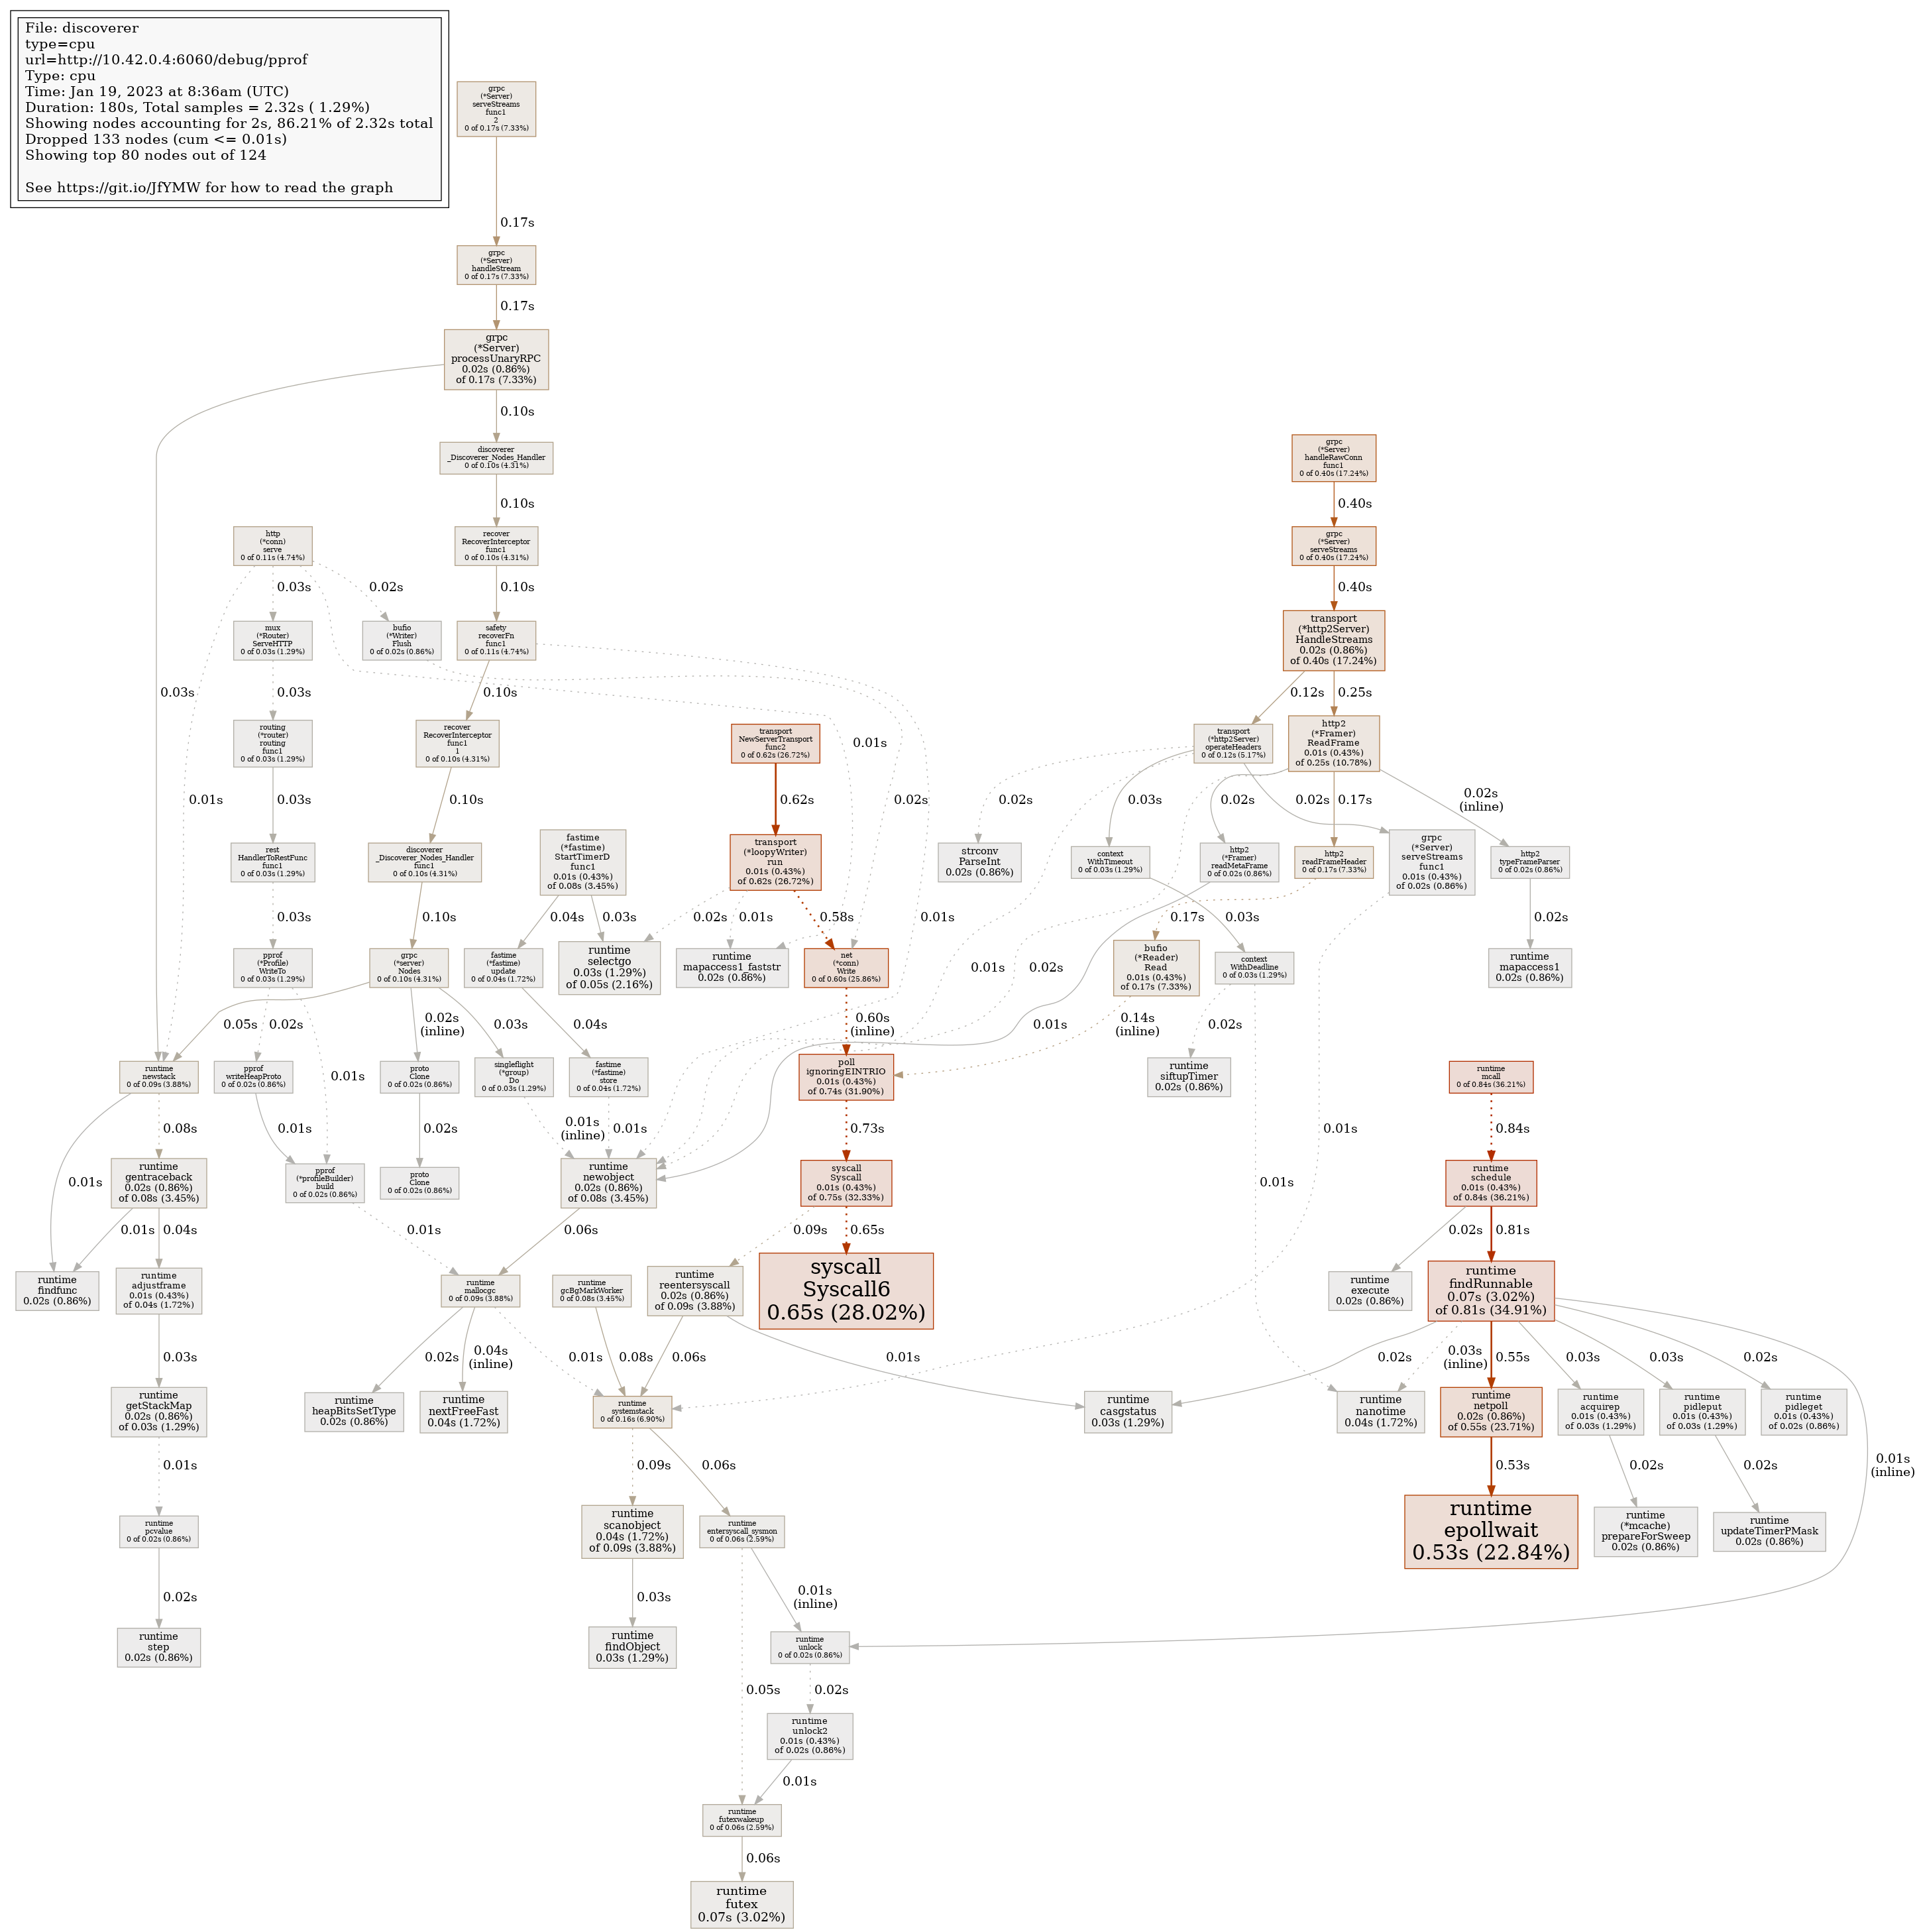 File: discoverer
type=cpu
url=http://10.42.0.4:6060/debug/pprof
Type: cpu
Time: Jan 19, 2023 at 8:36am (UTC)
Duration: 180s, Total samples = 2.32s ( 1.29%)
Showing nodes accounting for 2s, 86.21% of 2.32s total
Dropped 133 nodes (cum <= 0.01s)
Showing top 80 nodes out of 124
See https://git.io/JfYMW for how to read the graph
grpc
(*Server)
serveStreams
func1
2
0 of 0.17s (7.33%)
0.17s
grpc
(*Server)
handleStream
0 of 0.17s (7.33%)
0.17s
grpc
(*Server)
processUnaryRPC
0.02s (0.86%)
of 0.17s (7.33%)
0.03s
0.10s
discoverer
_Discoverer_Nodes_Handler
0 of 0.10s (4.31%)
0.10s
recover
RecoverInterceptor
func1
0 of 0.10s (4.31%)
0.10s
safety
recoverFn
func1
0 of 0.11s (4.74%)
0.10s
0.01s
recover
RecoverInterceptor
func1
1
0 of 0.10s (4.31%)
0.10s
discoverer
_Discoverer_Nodes_Handler
func1
0 of 0.10s (4.31%)
0.10s
grpc
(*server)
Nodes
0 of 0.10s (4.31%)
0.05s
0.02s
(inline)
0.03s
http
(*conn)
serve
0 of 0.11s (4.74%)
0.01s
0.03s
0.01s
0.02s
mux
(*Router)
ServeHTTP
0 of 0.03s (1.29%)
0.03s
bufio
(*Writer)
Flush
0 of 0.02s (0.86%)
0.02s
routing
(*router)
routing
func1
0 of 0.03s (1.29%)
0.03s
rest
HandlerToRestFunc
func1
0 of 0.03s (1.29%)
0.03s
pprof
(*Profile)
WriteTo
0 of 0.03s (1.29%)
0.02s
0.01s
pprof
writeHeapProto
0 of 0.02s (0.86%)
0.01s
pprof
(*profileBuilder)
build
0 of 0.02s (0.86%)
0.01s
runtime
newstack
0 of 0.09s (3.88%)
0.01s
0.08s
runtime
gentraceback
0.02s (0.86%)
of 0.08s (3.45%)
0.01s
0.04s
runtime
findfunc
0.02s (0.86%)
runtime
adjustframe
0.01s (0.43%)
of 0.04s (1.72%)
0.03s
runtime
getStackMap
0.02s (0.86%)
of 0.03s (1.29%)
0.01s
runtime
pcvalue
0 of 0.02s (0.86%)
0.02s
runtime
step
0.02s (0.86%)
proto
Clone
0 of 0.02s (0.86%)
0.02s
proto
Clone
0 of 0.02s (0.86%)
singleflight
(*group)
Do
0 of 0.03s (1.29%)
0.01s
(inline)
fastime
(*fastime)
StartTimerD
func1
0.01s (0.43%)
of 0.08s (3.45%)
0.04s
0.03s
fastime
(*fastime)
update
0 of 0.04s (1.72%)
0.04s
fastime
(*fastime)
store
0 of 0.04s (1.72%)
0.01s
runtime
selectgo
0.03s (1.29%)
of 0.05s (2.16%)
transport
NewServerTransport
func2
0 of 0.62s (26.72%)
0.62s
transport
(*loopyWriter)
run
0.01s (0.43%)
of 0.62s (26.72%)
0.02s
0.01s
0.58s
runtime
mapaccess1_faststr
0.02s (0.86%)
net
(*conn)
Write
0 of 0.60s (25.86%)
0.60s
(inline)
poll
ignoringEINTRIO
0.01s (0.43%)
of 0.74s (31.90%)
0.73s
syscall
Syscall
0.01s (0.43%)
of 0.75s (32.33%)
0.09s
0.65s
syscall
Syscall6
0.65s (28.02%)
runtime
newobject
0.02s (0.86%)
of 0.08s (3.45%)
0.06s
runtime
mallocgc
0 of 0.09s (3.88%)
0.02s
0.04s
(inline)
0.01s
runtime
gcBgMarkWorker
0 of 0.08s (3.45%)
0.08s
runtime
reentersyscall
0.02s (0.86%)
of 0.09s (3.88%)
0.06s
0.01s
runtime
heapBitsSetType
0.02s (0.86%)
runtime
nextFreeFast
0.04s (1.72%)
runtime
systemstack
0 of 0.16s (6.90%)
0.09s
0.06s
runtime
scanobject
0.04s (1.72%)
of 0.09s (3.88%)
0.03s
runtime
findObject
0.03s (1.29%)
runtime
entersyscall_sysmon
0 of 0.06s (2.59%)
0.05s
0.01s
(inline)
runtime
unlock
0 of 0.02s (0.86%)
0.02s
runtime
unlock2
0.01s (0.43%)
of 0.02s (0.86%)
0.01s
runtime
futexwakeup
0 of 0.06s (2.59%)
0.06s
runtime
futex
0.07s (3.02%)
grpc
(*Server)
handleRawConn
func1
0 of 0.40s (17.24%)
0.40s
grpc
(*Server)
serveStreams
0 of 0.40s (17.24%)
0.40s
transport
(*http2Server)
HandleStreams
0.02s (0.86%)
of 0.40s (17.24%)
0.12s
0.25s
transport
(*http2Server)
operateHeaders
0 of 0.12s (5.17%)
0.02s
0.01s
0.03s
0.02s
http2
(*Framer)
ReadFrame
0.01s (0.43%)
of 0.25s (10.78%)
0.02s
0.02s
0.17s
0.02s
(inline)
strconv
ParseInt
0.02s (0.86%)
context
WithTimeout
0 of 0.03s (1.29%)
0.03s
http2
(*Framer)
readMetaFrame
0 of 0.02s (0.86%)
0.01s
http2
readFrameHeader
0 of 0.17s (7.33%)
0.17s
grpc
(*Server)
serveStreams
func1
0.01s (0.43%)
of 0.02s (0.86%)
0.01s
http2
typeFrameParser
0 of 0.02s (0.86%)
0.02s
bufio
(*Reader)
Read
0.01s (0.43%)
of 0.17s (7.33%)
0.14s
(inline)
context
WithDeadline
0 of 0.03s (1.29%)
0.02s
0.01s
runtime
mapaccess1
0.02s (0.86%)
runtime
siftupTimer
0.02s (0.86%)
runtime
mcall
0 of 0.84s (36.21%)
0.84s
runtime
schedule
0.01s (0.43%)
of 0.84s (36.21%)
0.02s
0.81s
runtime
execute
0.02s (0.86%)
runtime
findRunnable
0.07s (3.02%)
of 0.81s (34.91%)
0.02s
0.03s
(inline)
0.55s
0.03s
0.03s
0.02s
0.01s
(inline)
runtime
casgstatus
0.03s (1.29%)
runtime
nanotime
0.04s (1.72%)
runtime
netpoll
0.02s (0.86%)
of 0.55s (23.71%)
0.53s
runtime
acquirep
0.01s (0.43%)
of 0.03s (1.29%)
0.02s
runtime
pidleput
0.01s (0.43%)
of 0.03s (1.29%)
0.02s
runtime
pidleget
0.01s (0.43%)
of 0.02s (0.86%)
runtime
epollwait
0.53s (22.84%)
runtime
(*mcache)
prepareForSweep
0.02s (0.86%)
runtime
updateTimerPMask
0.02s (0.86%)